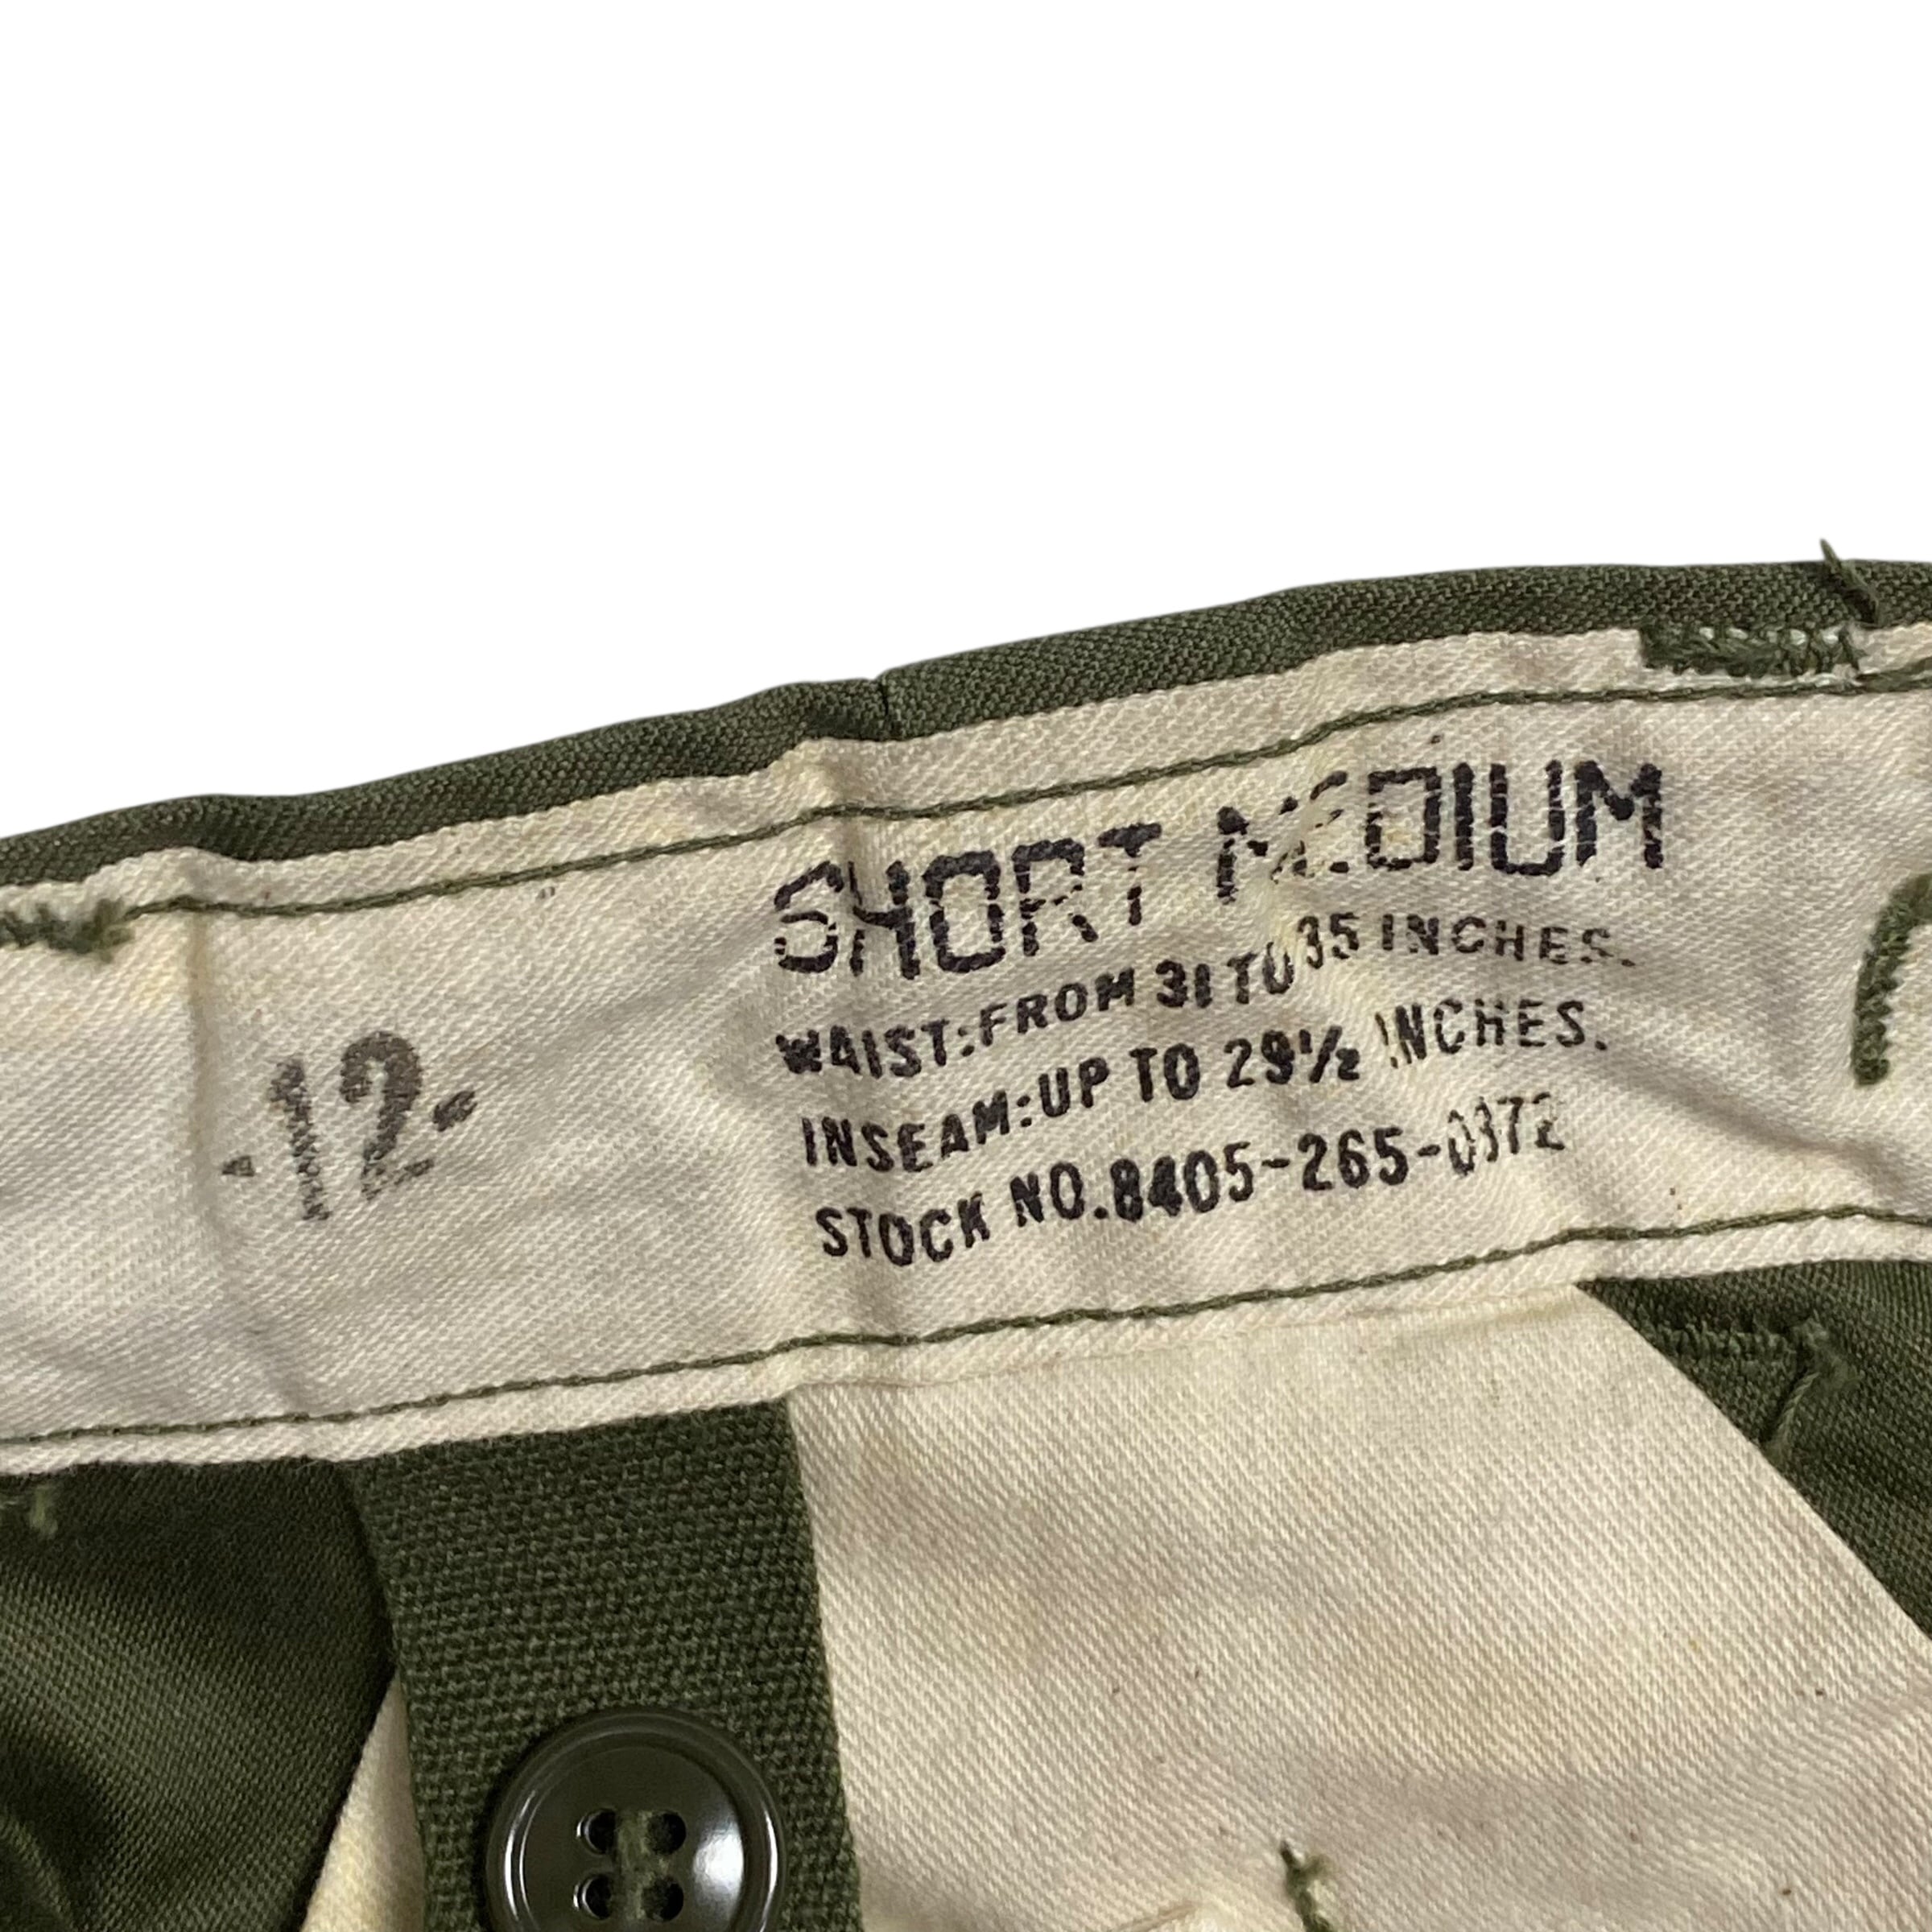 -12-
SHORT MEDIUM
WAIST:FROM 31 TO 35 INCHES.
INSEAM:UP TO 29½ INCHES.
STOCK NO.8405-265-0372